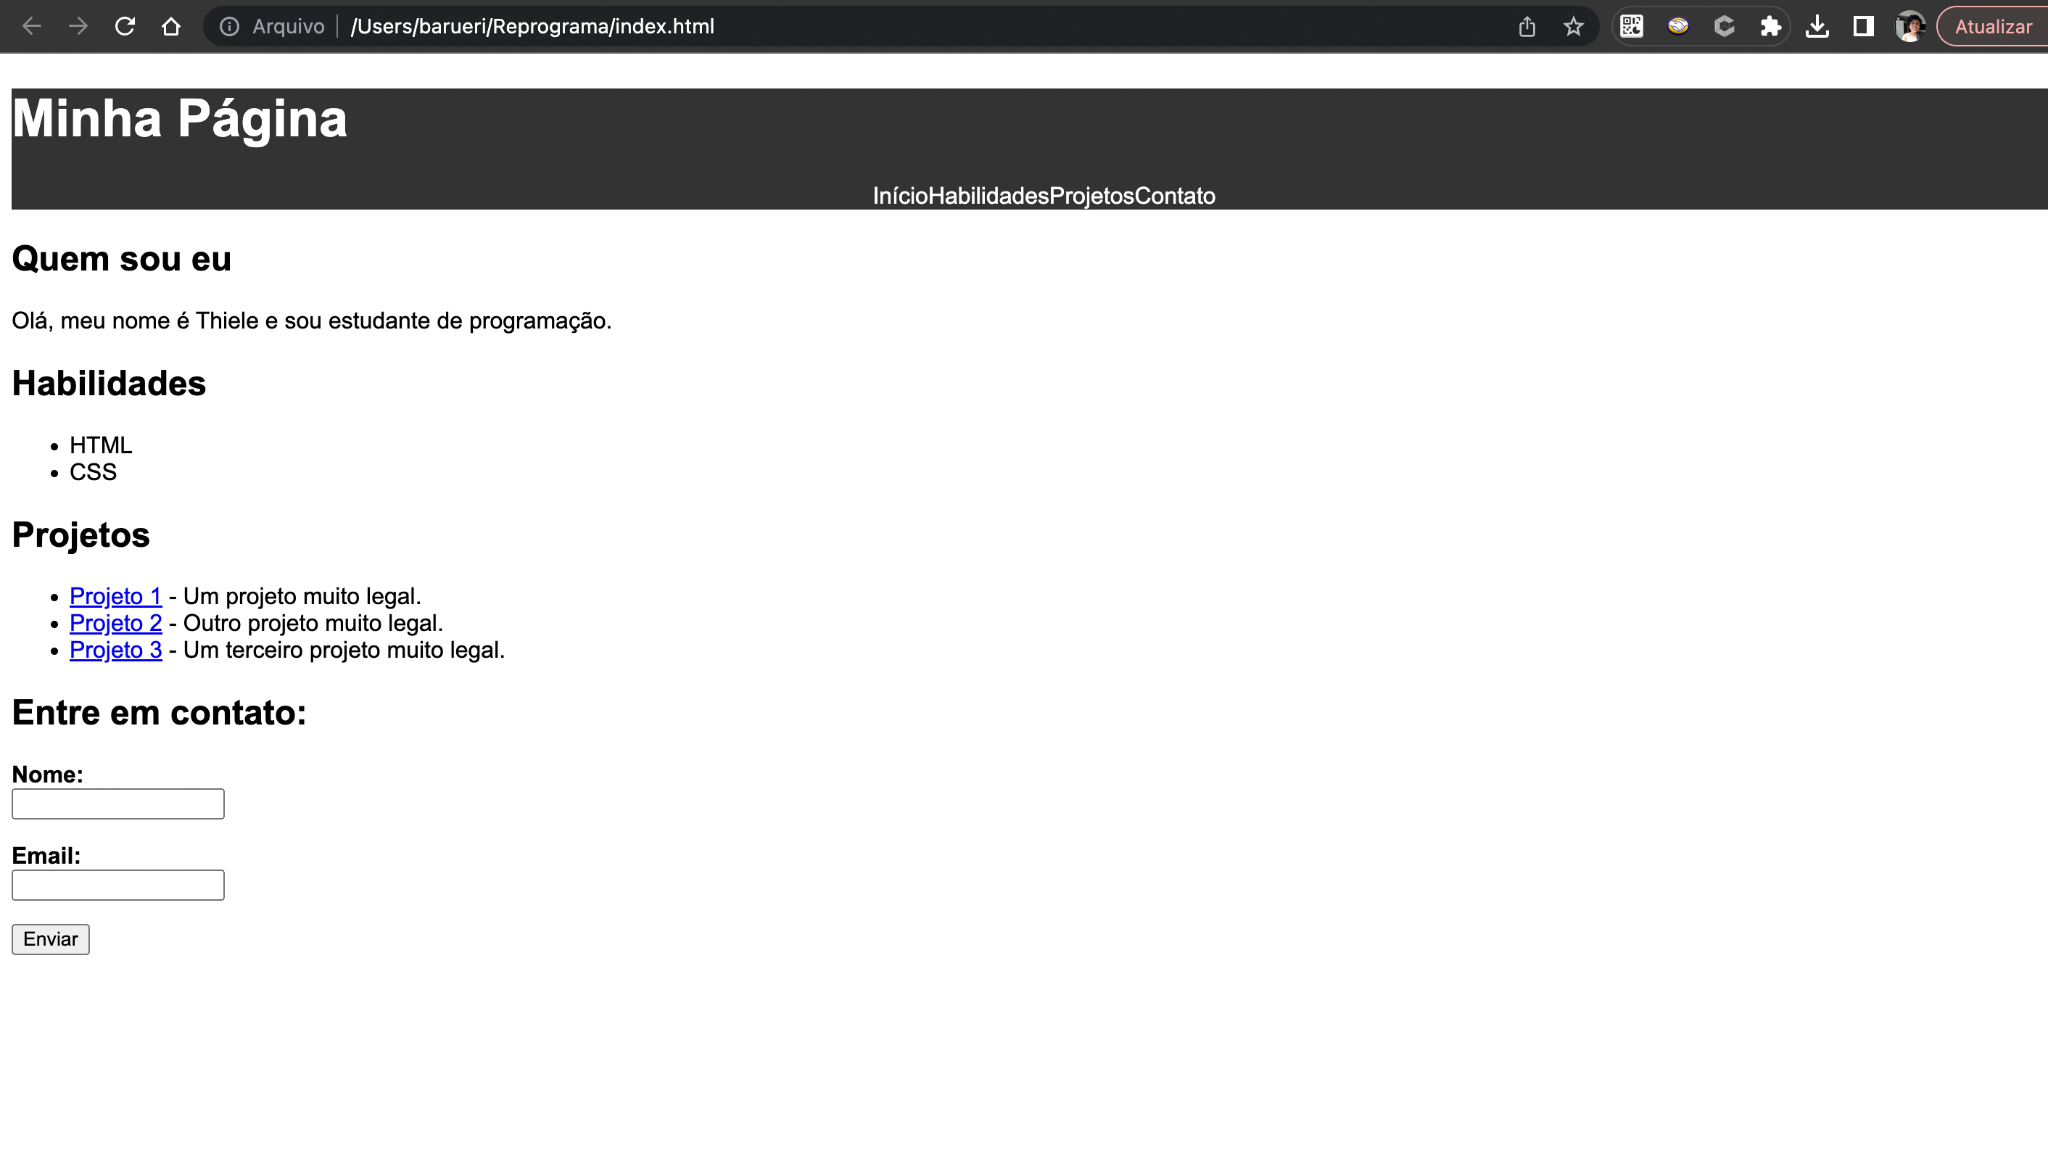 Arquivo /Users/barueri/Reprograma/index.html Atualizar
Minha Página
InícioHabilidadesProjetosContato
Quem sou eu
Olá, meu nome é Thiele e sou estudante de programação.
Habilidades
HTML
CSS
Projetos
Projeto 1 - Um projeto muito legal.
Projeto 2 - Outro projeto muito legal.
Projeto 3 - Um terceiro projeto muito legal.
Entre em contato:
Nome:
Email:
Enviar